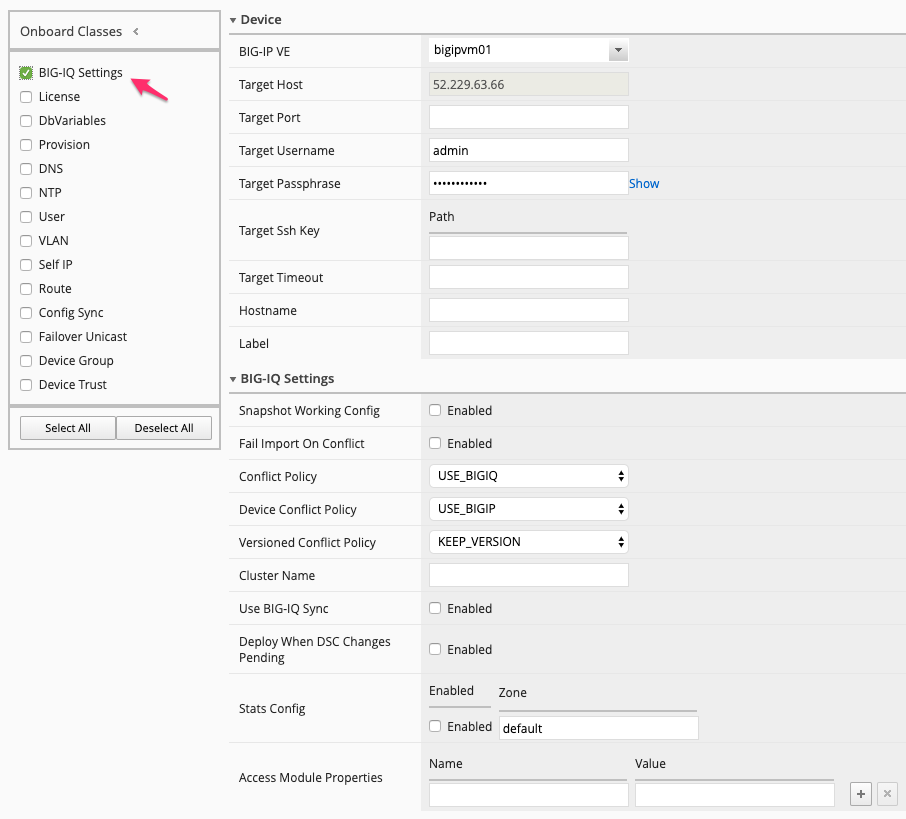 Onboard Classes
BIG-IQ Settings
License
DbVariables
Provision
DNS
NTP
User
VLAN
Self IP
Route
Config Sync
Failover Unicast
Device Group
Device Trust
Select All Deselect All
Device
BIG-IP VE bigipvm01
Target Host 52.229.63.66
Target Port
Target Username admin
Target Passphrase •••••••••••• Show
Target Ssh Key Path
Target Timeout
Hostname
Label
BIG-IQ Settings
Snapshot Working Config Enabled
Fail Import On Conflict Enabled
Conflict Policy USE_BIGIQ
Device Conflict Policy USE_BIGIP
Versioned Conflict Policy KEEP_VERSION
Cluster Name
Use BIG-IQ Sync Enabled
Deploy When DSC Changes
Pending Enabled
Stats Config Enabled Zone
Enabled default
Access Module Properties Name Value